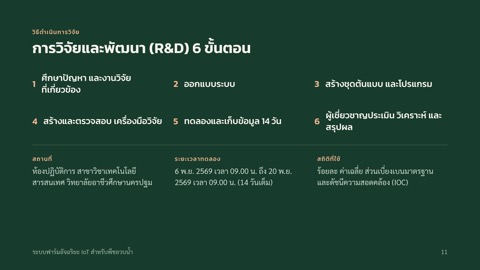 วิธีดำเนินการวิจัย
การวิจัยและพัฒนา (R&D) 6 ขั้นตอน
1 ศึกษาปัญหา และงานวิจัย
ที่เกี่ยวข้อง
2 ออกแบบระบบ
3 สร้างชุดต้นแบบ และโปรแกรม
4 สร้างและตรวจสอบ เครื่องมือวิจัย
5 ทดลองและเก็บข้อมูล 14 วัน
6 ผู้เชี่ยวชาญประเมิน วิเคราะห์ และ
สรุปผล
สถานที่
ห้องปฏิบัติการ สาขาวิชาเทคโนโลยี
สารสนเทศ วิทยาลัยอาชีวศึกษานครปฐม
ระยะเวลาทดลอง
6 พ.ย. 2569 เวลา 09.00 น. ถึง 20 พ.ย.
2569 เวลา 09.00 น. (14 วันเต็ม)
สถิติที่ใช้
ร้อยละ ค่าเฉลี่ย ส่วนเบี่ยงเบนมาตรฐาน
และดัชนีความสอดคล้อง (IOC)
ระบบฟาร์มอัจฉริยะ IoT สำหรับพืชอวบน้ำ
11